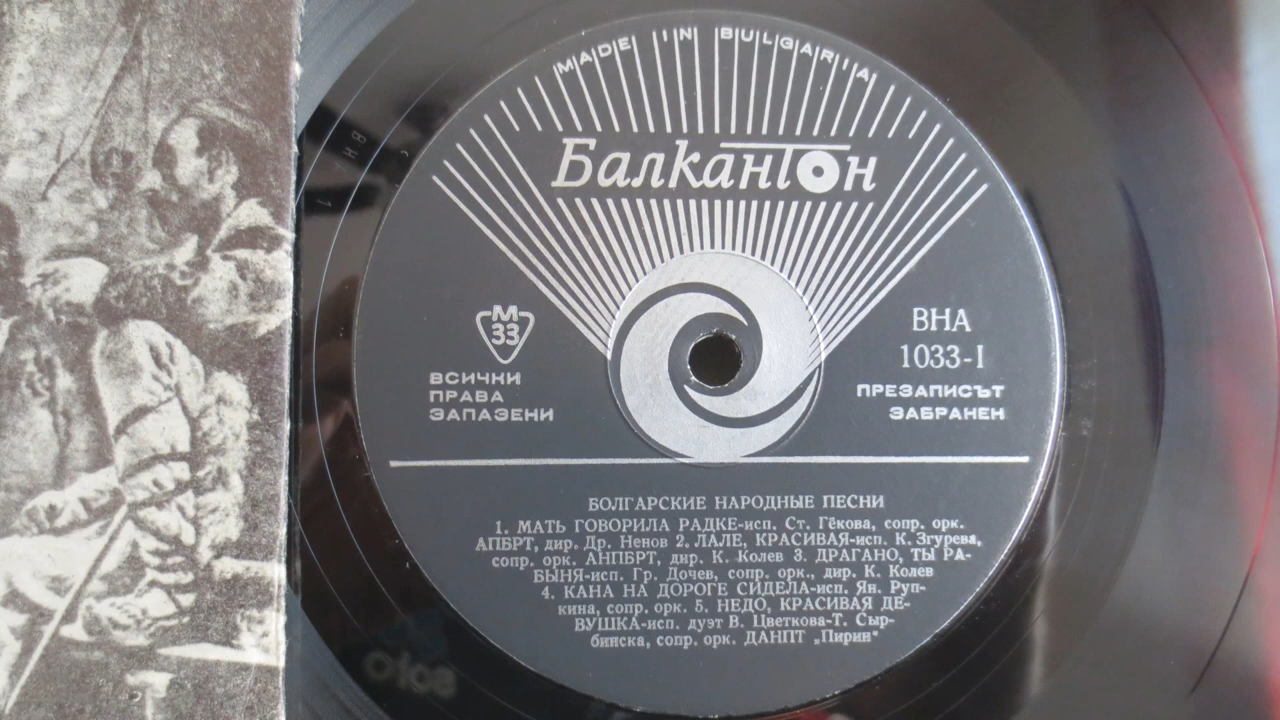 MADE IN BULGARIA
Балкантон
М
33
ВСИЧКИ
ПРАВА
ЗАПАЗЕНИ
ВНА
1033-I
ПРЕЗАПИСЪТ
ЗАБРАНЕН
БОЛГАРСКИЕ НАРОДНЫЕ ПЕСНИ
1. МАТЬ ГОВОРИЛА РАДКЕ-исп. Ст. Гёкова, сопр. орк.
АПБРТ, дир. Др. Ненов 2. ЛАЛЕ, КРАСИВАЯ-исп. К. Згурева,
сопр. орк. АНПБРТ, дир. К. Колев 3. ДРАГАНО, ТЫ РА-
БЫНЯ-исп. Гр. Дочев, сопр. орк., дир. К. Колев
4. КАНА НА ДОРОГЕ СИДЕЛА-исп. Ян. Руп-
кина, сопр. орк. 5. НЕДО, КРАСИВАЯ ДЕ-
ВУШКА-исп. дуэт В. Цветкова-Т. Сыр-
бинска, сопр. орк. ДАНПТ „Пирин"